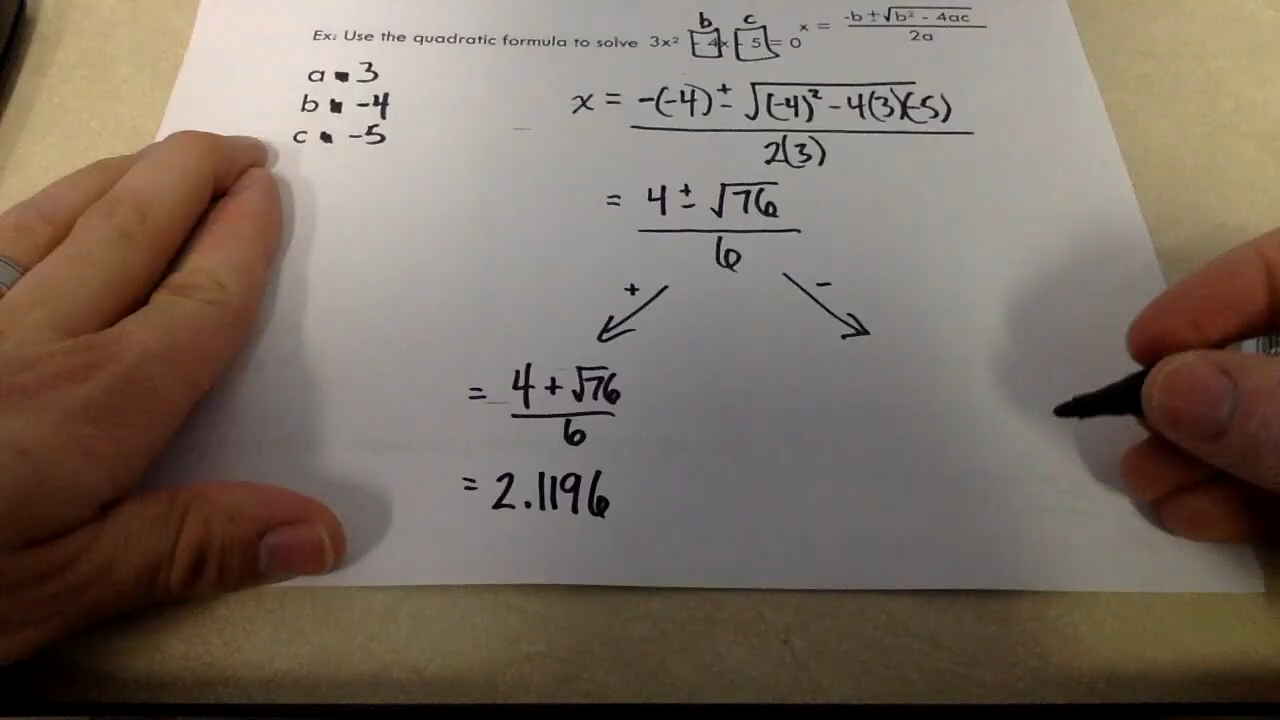 Ex: Use the quadratic formula to solve 3x² - 4x - 5 = 0
b c
x = -b ± √b² - 4ac
2a
a = 3
b = -4
c = -5
x = -(-4) ± √(-4)² - 4(3)(-5)
2(3)
= 4 ± √76
6
+ -
= 4 + √76
6
= 2.1196